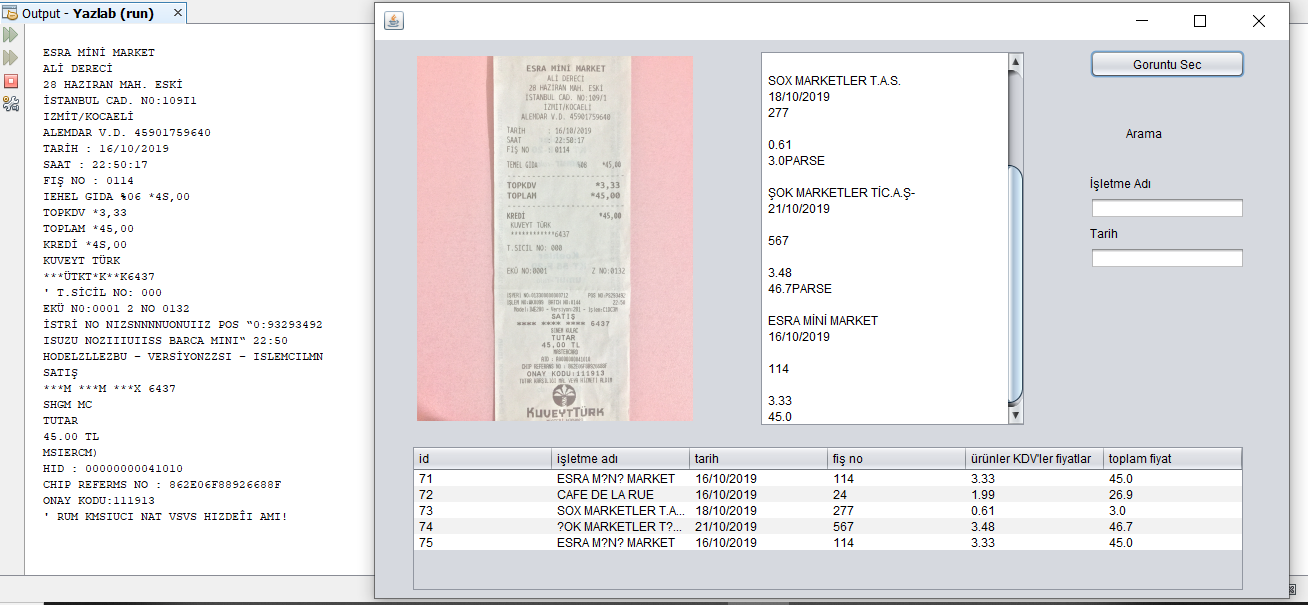 Output - Yazlab (run)
ESRA MİNİ MARKET
ALİ DERECİ
28 HAZIRAN MAH. ESKİ
İSTANBUL CAD. NO:109I1
IZMİT/KOCAELİ
ALEMDAR V.D. 45901759640
TARİH : 16/10/2019
SAAT : 22:50:17
FIŞ NO : 0114
IEHEL GIDA %06 *4S,00
TOPKDV *3,33
TOPLAM *45,00
KREDİ *4S,00
KUVEYT TÜRK
***ÜTKT*K**K6437
' T.SİCİL NO: 000
EKÜ NO:0001 2 NO 0132
İSTRİ NO NIZSNNNNUONUIIZ POS “0:93293492
ISUZU NOZIIIUIISS BARCA MINI“ 22:50
HODELZLLEZBU – VERSİYONZZSI – ISLEMCILMN
SATIŞ
***M ***M ***X 6437
SHGM MC
TUTAR
45.00 TL
MSIERCM)
HID : 00000000041010
CHIP REFERMS NO : 862E06F88926688F
ONAY KODU:111913
' RUM KMSIUCI NAT VSVS HIZDEÎI AMI!
ESRA MİNİ MARKET
ALİ DERECİ
28 HAZIRAN MAH. ESKİ
İSTANBUL CAD. NO:109/1
IZMİT/KOCAELİ
ALEMDAR V.D. 45901759640
TARİH : 16/10/2019
SAAT : 22:50:17
FIŞ NO : 0114
TEMEL GIDA %08 *45,00
TOPKDV *3,33
TOPLAM *45,00
KREDİ *45,00
KUVEYT TÜRK
************6437
T.SİCİL NO: 000
EKÜ NO:0001 Z NO:0132
SATIŞ
**** **** **** 6437
TUTAR
45,00 TL
MASTERCARD
ONAY KODU:111913
KUVEYTTÜRK
SOX MARKETLER T.A.S.
18/10/2019
277
0.61
3.0PARSE
ŞOK MARKETLER TİC.A.Ş-
21/10/2019
567
3.48
46.7PARSE
ESRA MİNİ MARKET
16/10/2019
114
3.33
45.0
Goruntu Sec
Arama
İşletme Adı
Tarih
id işletme adı tarih fiş no ürünler KDV'ler fiyatlar toplam fiyat
71 ESRA M?N? MARKET 16/10/2019 114 3.33 45.0
72 CAFE DE LA RUE 16/10/2019 24 1.99 26.9
73 SOX MARKETLER T.A... 18/10/2019 277 0.61 3.0
74 ?OK MARKETLER T?... 21/10/2019 567 3.48 46.7
75 ESRA M?N? MARKET 16/10/2019 114 3.33 45.0